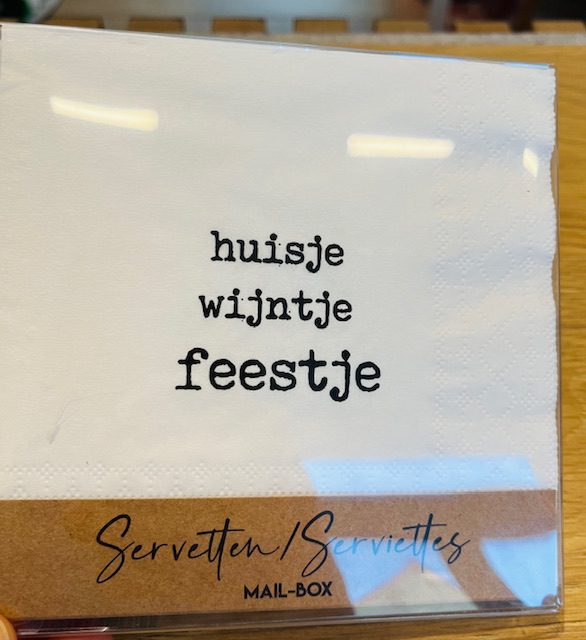 huisje
wijntje
feestje
Servetten/Serviettes
MAIL-BOX